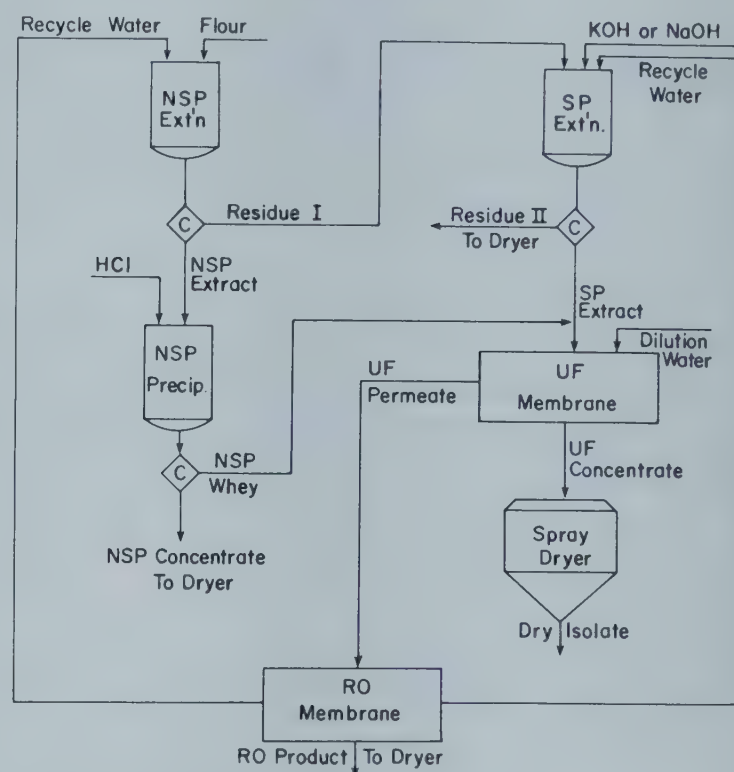 Recycle Water
Flour
KOH or NaOH
Recycle
Water
NSP
Ext'n
SP
Ext'n.
C
Residue I
Residue II
To Dryer
C
HCl
NSP
Extract
SP
Extract
Dilution
Water
NSP
Precip.
UF
Permeate
UF
Membrane
C
NSP
Whey
UF
Concentrate
NSP Concentrate
To Dryer
Spray
Dryer
Dry Isolate
RO
Membrane
RO Product To Dryer